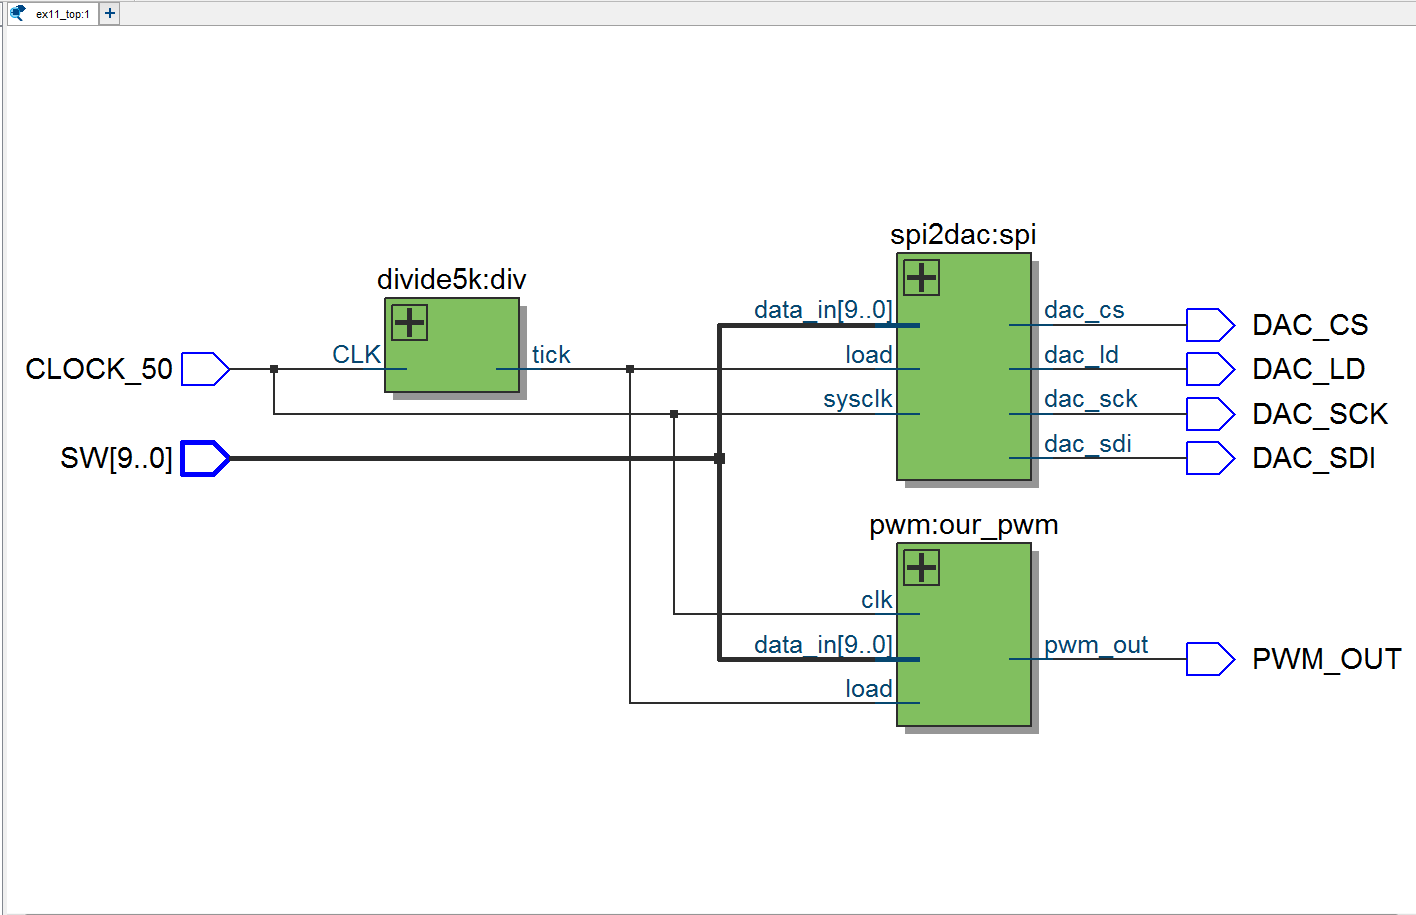 ex11_top:1
spi2dac:spi
divide5k:div
data_in[9..0]
dac_cs
DAC_CS
CLOCK_50
CLK
tick
load
dac_ld
DAC_LD
sysclk
dac_sck
DAC_SCK
SW[9..0]
dac_sdi
DAC_SDI
pwm:our_pwm
clk
data_in[9..0]
pwm_out
PWM_OUT
load